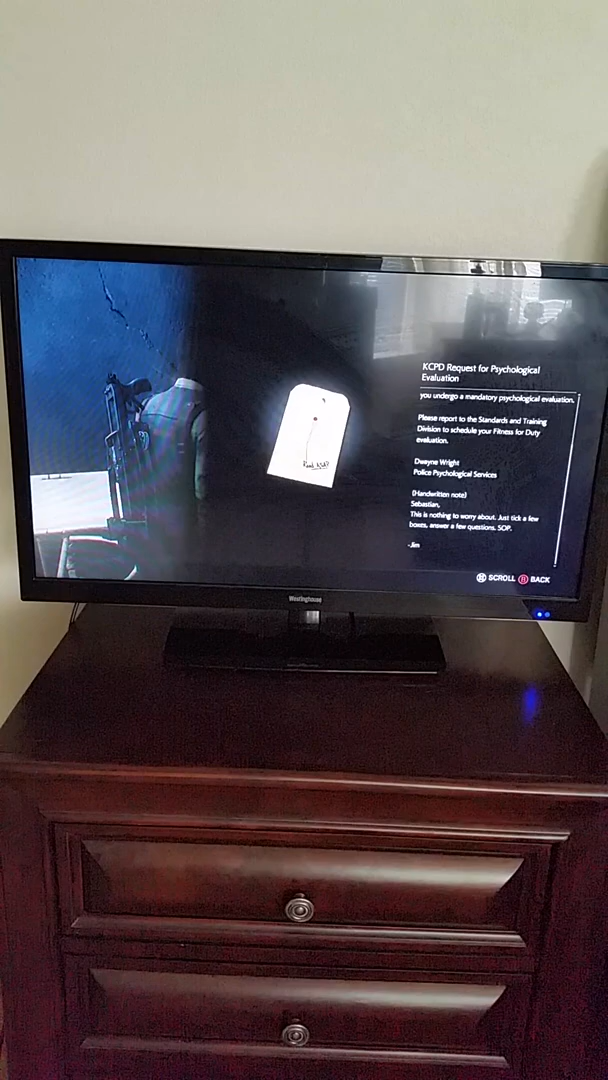 KCPD Request for Psychological
Evaluation
you undergo a mandatory psychological evaluation.
Please report to the Standards and Training
Division to schedule your Fitness for Duty
evaluation.
Dwayne Wright
Police Psychological Services
(Handwritten note)
Sebastian,
This is nothing to worry about. Just tick a few
boxes, answer a few questions. SOP.
-Jim
SCROLL B BACK
Westinghouse